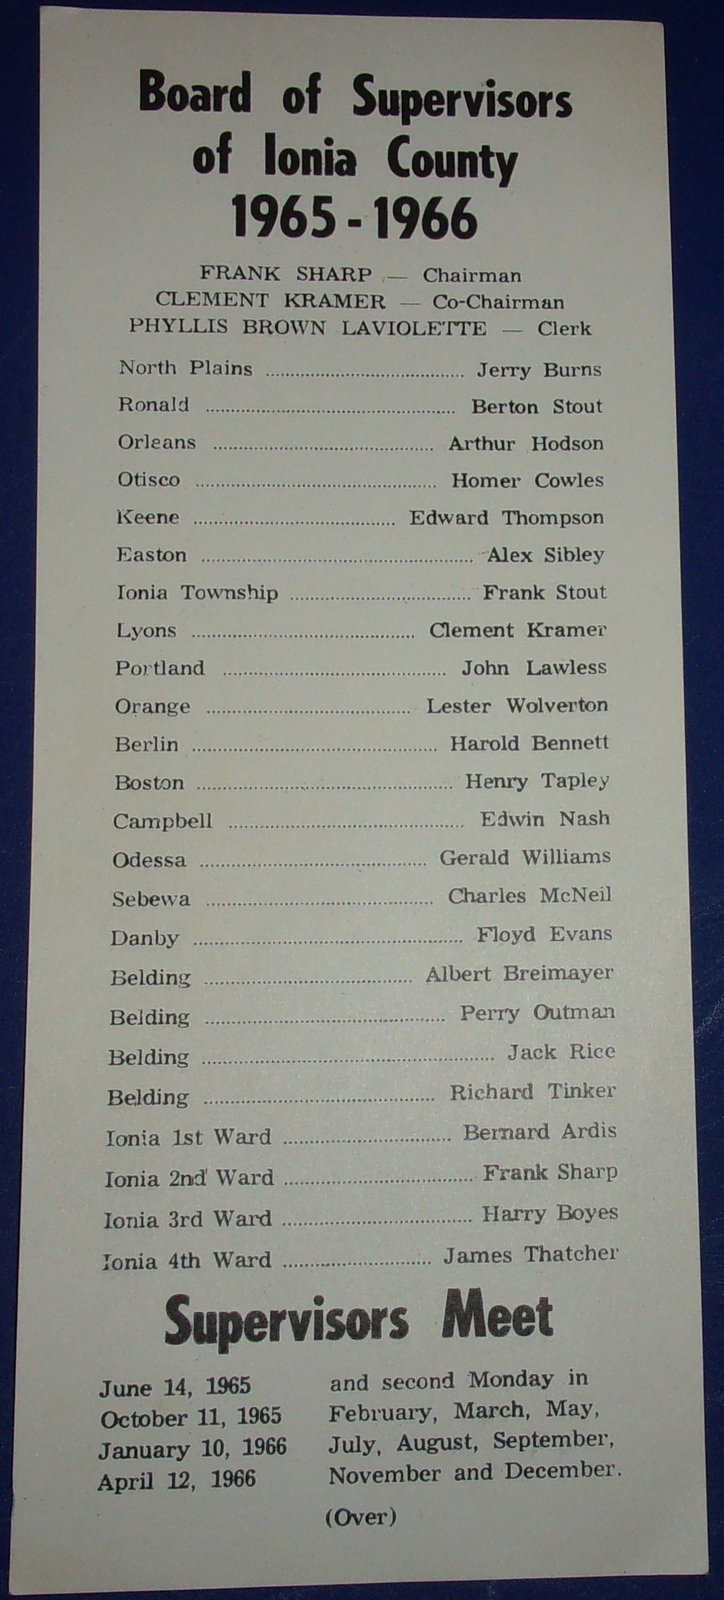 Board of Supervisors
of Ionia County
1965-1966
FRANK SHARP — Chairman
CLEMENT KRAMER — Co-Chairman
PHYLLIS BROWN LAVIOLETTE — Clerk
North Plains ........................................ Jerry Burns
Ronald ........................................ Berton Stout
Orleans ........................................ Arthur Hodson
Otisco ........................................ Homer Cowles
Keene ........................................ Edward Thompson
Easton ........................................ Alex Sibley
Ionia Township ........................................ Frank Stout
Lyons ........................................ Clement Kramer
Portland ........................................ John Lawless
Orange ........................................ Lester Wolverton
Berlin ........................................ Harold Bennett
Boston ........................................ Henry Tapley
Campbell ........................................ Edwin Nash
Odessa ........................................ Gerald Williams
Sebewa ........................................ Charles McNeil
Danby ........................................ Floyd Evans
Belding ........................................ Albert Breimayer
Belding ........................................ Perry Outman
Belding ........................................ Jack Rice
Belding ........................................ Richard Tinker
Ionia 1st Ward ........................................ Bernard Ardis
Ionia 2nd Ward ........................................ Frank Sharp
Ionia 3rd Ward ........................................ Harry Boyes
Ionia 4th Ward ........................................ James Thatcher
Supervisors Meet
June 14, 1965
October 11, 1965
January 10, 1966
April 12, 1966
and second Monday in
February, March, May,
July, August, September,
November and December.
(Over)